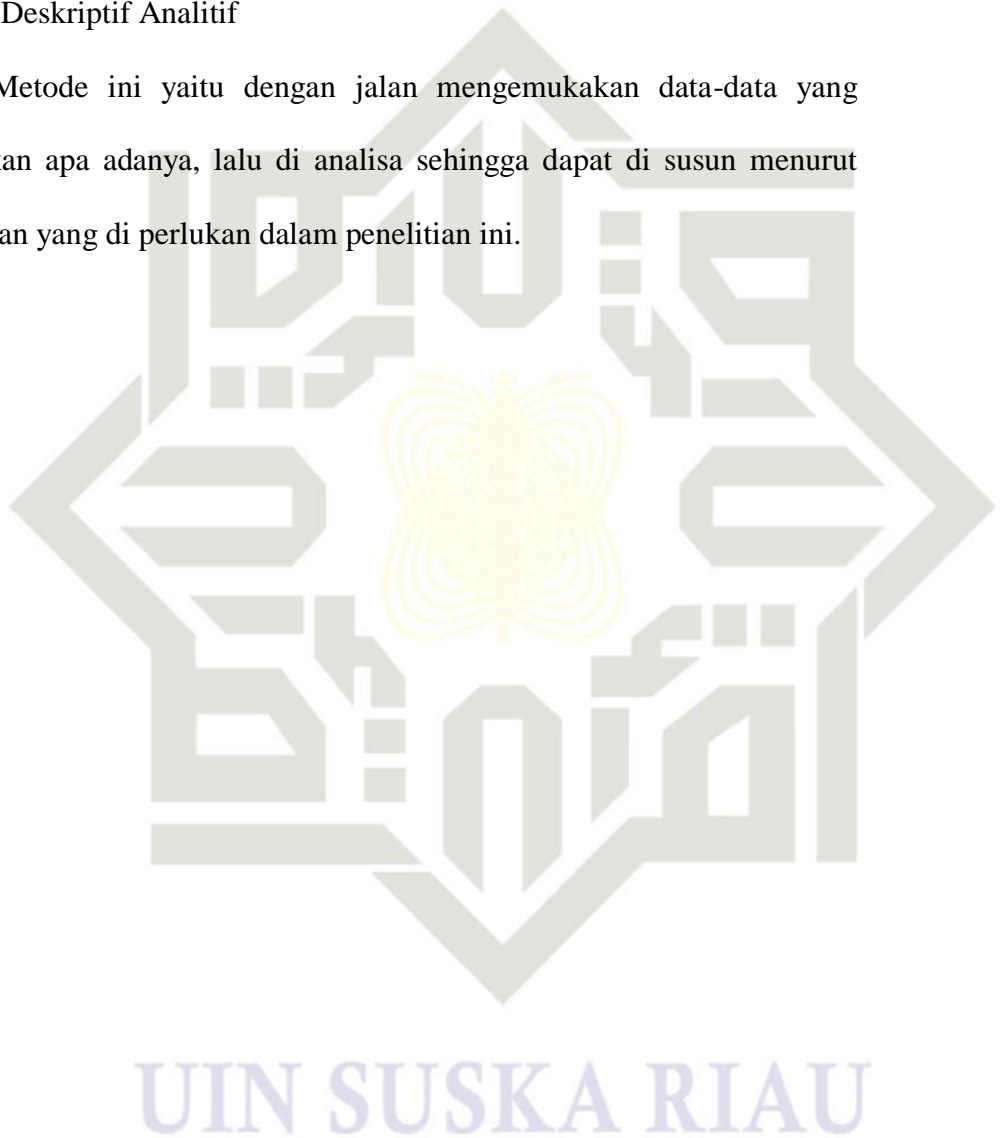 Deskriptif Analitif
Metode ini yaitu dengan jalan mengemukakan data-data yang
kan apa adanya, lalu di analisa sehingga dapat di susun menurut
an yang di perlukan dalam penelitian ini.
UIN SUSKA RIAU